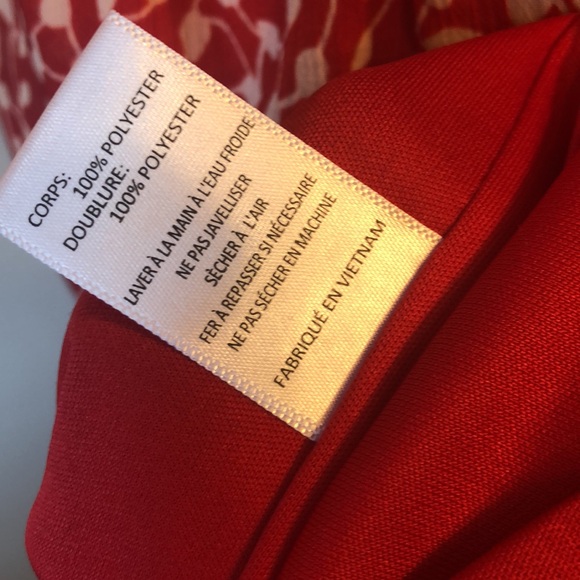 CORPS:
100% POLYESTER
DOUBLURE:
100% POLYESTER
LAVER À LA MAIN À L'EAU FROIDE
NE PAS JAVELLISER
SÈCHER À L'AIR
FER À REPASSER SI NÉCESSAIRE
NE PAS SÉCHER EN MACHINE
FABRIQUÉ EN VIETNAM